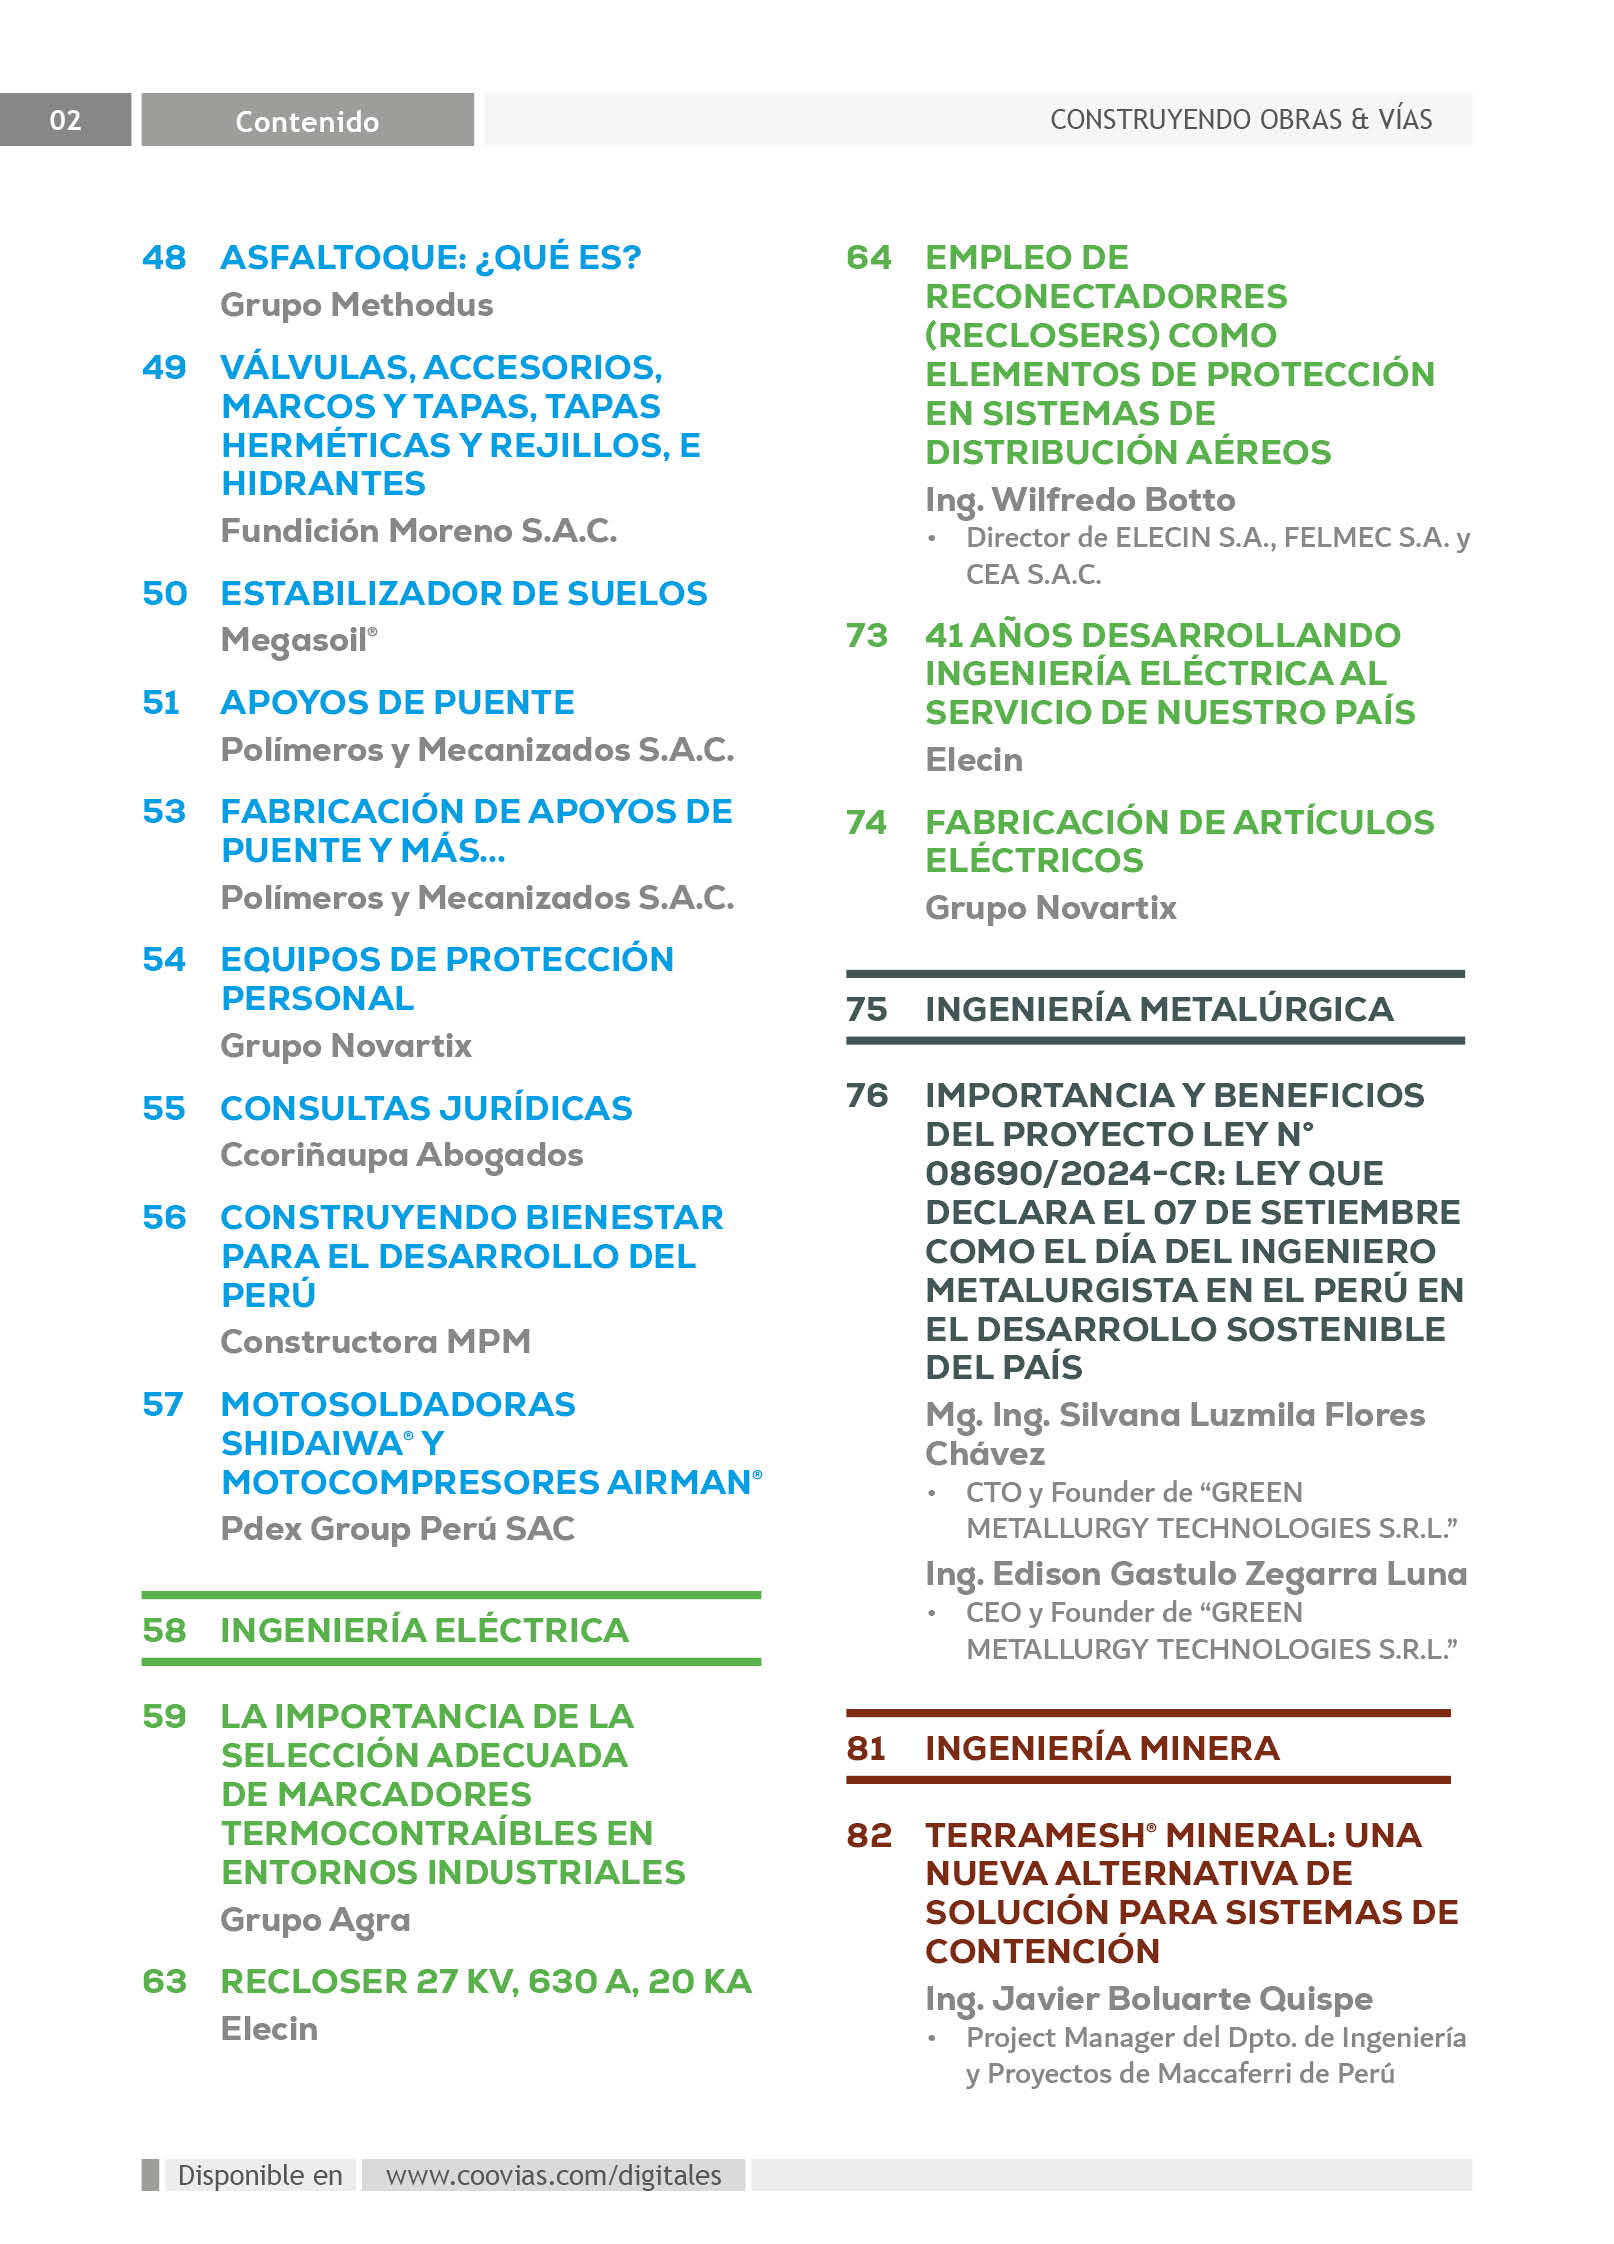 02
Contenido
CONSTRUYENDO OBRAS & VÍAS
48 ASFALTOQUE: ¿QUÉ ES?
Grupo Methodus
49 VÁLVULAS, ACCESORIOS,
MARCOS Y TAPAS, TAPAS
HERMÉTICAS Y REJILLOS, E
HIDRANTES
Fundición Moreno S.A.C.
50 ESTABILIZADOR DE SUELOS
Megasoil®
51 APOYOS DE PUENTE
Polímeros y Mecanizados S.A.C.
53 FABRICACIÓN DE APOYOS DE
PUENTE Y MÁS...
Polímeros y Mecanizados S.A.C.
54 EQUIPOS DE PROTECCIÓN
PERSONAL
Grupo Novartix
55 CONSULTAS JURÍDICAS
Ccoriñaupa Abogados
56 CONSTRUYENDO BIENESTAR
PARA EL DESARROLLO DEL
PERÚ
Constructora MPM
57 MOTOSOLDADORAS
SHIDAIWA® Y
MOTOCOMPRESORES AIRMAN®
Pdex Group Perú SAC
58 INGENIERÍA ELÉCTRICA
59 LA IMPORTANCIA DE LA
SELECCIÓN ADECUADA
DE MARCADORES
TERMOCONTRAÍBLES EN
ENTORNOS INDUSTRIALES
Grupo Agra
63 RECLOSER 27 KV, 630 A, 20 KA
Elecin
64 EMPLEO DE
RECONECTADORRES
(RECLOSERS) COMO
ELEMENTOS DE PROTECCIÓN
EN SISTEMAS DE
DISTRIBUCIÓN AÉREOS
Ing. Wilfredo Botto
• Director de ELECIN S.A., FELMEC S.A. y
CEA S.A.C.
73 41 AÑOS DESARROLLANDO
INGENIERÍA ELÉCTRICA AL
SERVICIO DE NUESTRO PAÍS
Elecin
74 FABRICACIÓN DE ARTÍCULOS
ELÉCTRICOS
Grupo Novartix
75 INGENIERÍA METALÚRGICA
76 IMPORTANCIA Y BENEFICIOS
DEL PROYECTO LEY N°
08690/2024-CR: LEY QUE
DECLARA EL 07 DE SETIEMBRE
COMO EL DÍA DEL INGENIERO
METALURGISTA EN EL PERÚ EN
EL DESARROLLO SOSTENIBLE
DEL PAÍS
Mg. Ing. Silvana Luzmila Flores
Chávez
• CTO y Founder de “GREEN
METALLURGY TECHNOLOGIES S.R.L.”
Ing. Edison Gastulo Zegarra Luna
• CEO y Founder de “GREEN
METALLURGY TECHNOLOGIES S.R.L.”
81 INGENIERÍA MINERA
82 TERRAMESH® MINERAL: UNA
NUEVA ALTERNATIVA DE
SOLUCIÓN PARA SISTEMAS DE
CONTENCIÓN
Ing. Javier Boluarte Quispe
• Project Manager del Dpto. de Ingeniería
y Proyectos de Maccaferri de Perú
Disponible en www.coovias.com/digitales